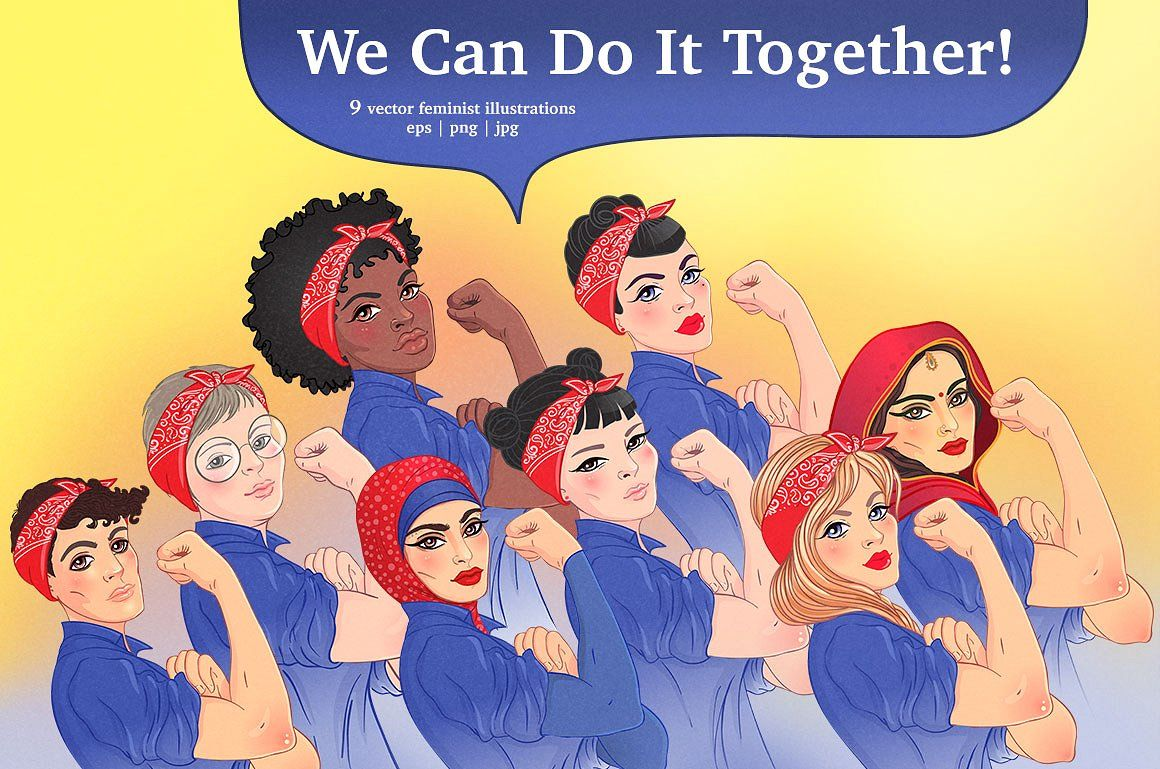 We Can Do It Together!
9 vector feminist illustrations
eps | png | jpg